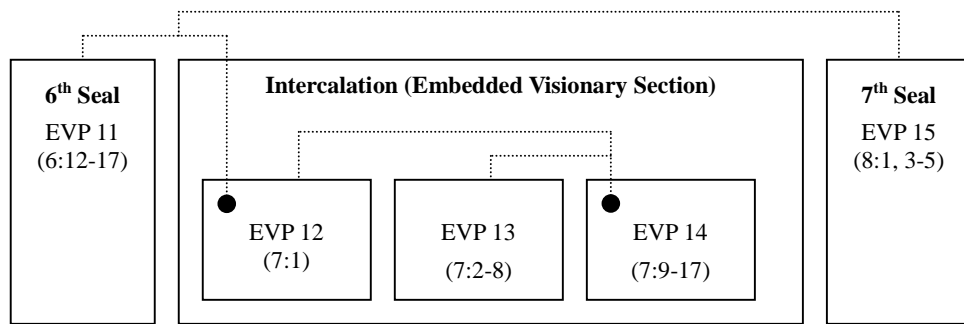 6th Seal
EVP 11
(6:12-17)
Intercalation (Embedded Visionary Section)
EVP 12
(7:1)
EVP 13
(7:2-8)
EVP 14
(7:9-17)
7th Seal
EVP 15
(8:1, 3-5)